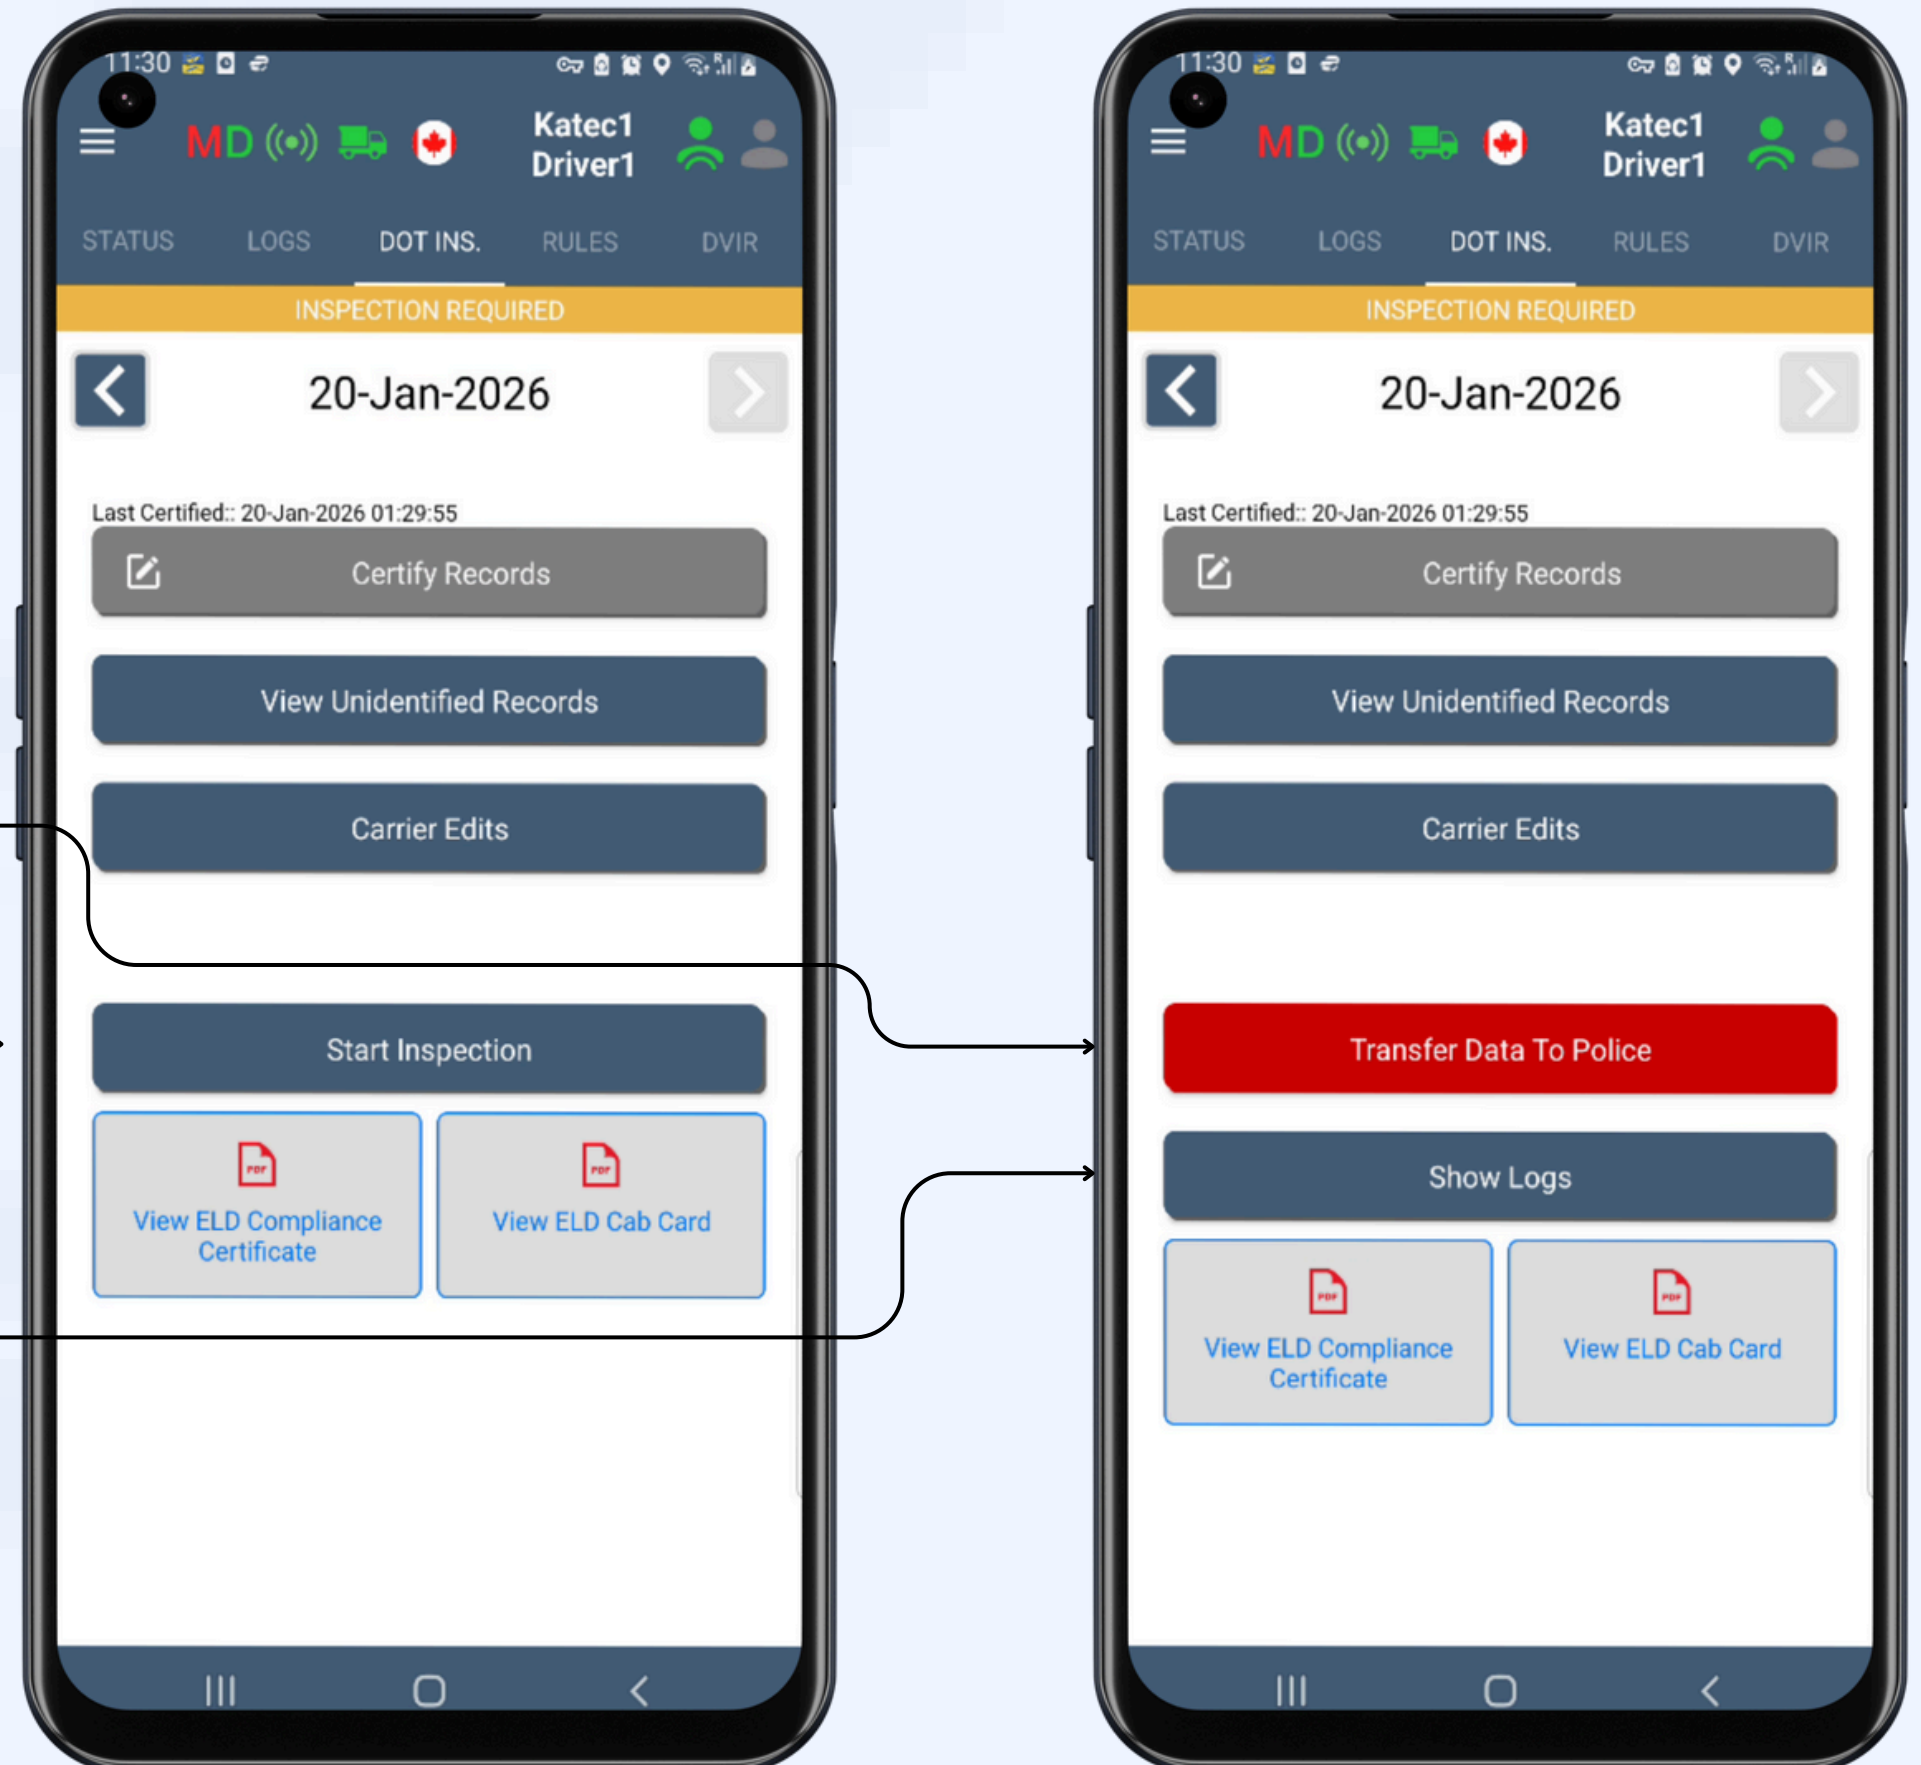 11:30
MD
Katec1
Driver1
STATUS
LOGS
DOT INS.
RULES
DVIR
INSPECTION REQUIRED
20-Jan-2026
Last Certified:: 20-Jan-2026 01:29:55
Certify Records
View Unidentified Records
Carrier Edits
Start Inspection
PDF
View ELD Compliance
Certificate
PDF
View ELD Cab Card
11:30
MD
Katec1
Driver1
STATUS
LOGS
DOT INS.
RULES
DVIR
INSPECTION REQUIRED
20-Jan-2026
Last Certified:: 20-Jan-2026 01:29:55
Certify Records
View Unidentified Records
Carrier Edits
Transfer Data To Police
Show Logs
PDF
View ELD Compliance
Certificate
PDF
View ELD Cab Card